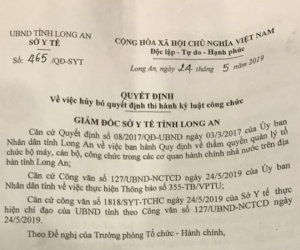 UBND TỈNH LONG AN
SỞ Y TẾ
CỘNG HÒA XÃ HỘI CHỦ NGHĨA VIỆT NAM
Độc lập - Tự do - Hạnh phúc
Số: 465 /QĐ-SYT
Long An, ngày 24 tháng 5 năm 2019
QUYẾT ĐỊNH
Về việc hủy bỏ quyết định thi hành kỷ luật công chức
GIÁM ĐỐC SỞ Y TẾ TỈNH LONG AN
Căn cứ Quyết định số 08/2017/QĐ-UBND ngày 03/3/2017 của Ủy ban
Nhân dân tỉnh Long An về việc ban hành Quy định về thẩm quyền quản lý tổ
chức bộ máy, cán bộ, công chức trong các cơ quan hành chính nhà nước trên địa
bàn tỉnh Long An;
Căn cứ Công văn số 127/UBND-NCTCD ngày 24/5/2019 của Ủy ban
Nhân dân tỉnh về việc thực hiện Thông báo số 355-TB/VPTU;
Căn cứ công văn số 1818/SYT-TCHC ngày 24/5/2019 của Sở Y tế thực
hiện chỉ đạo của UBND tỉnh theo Công văn số 127/UBND-NCTCD ngày
24/5/2019.
Theo Đề nghị của Trưởng phòng Tổ chức - Hành chính,